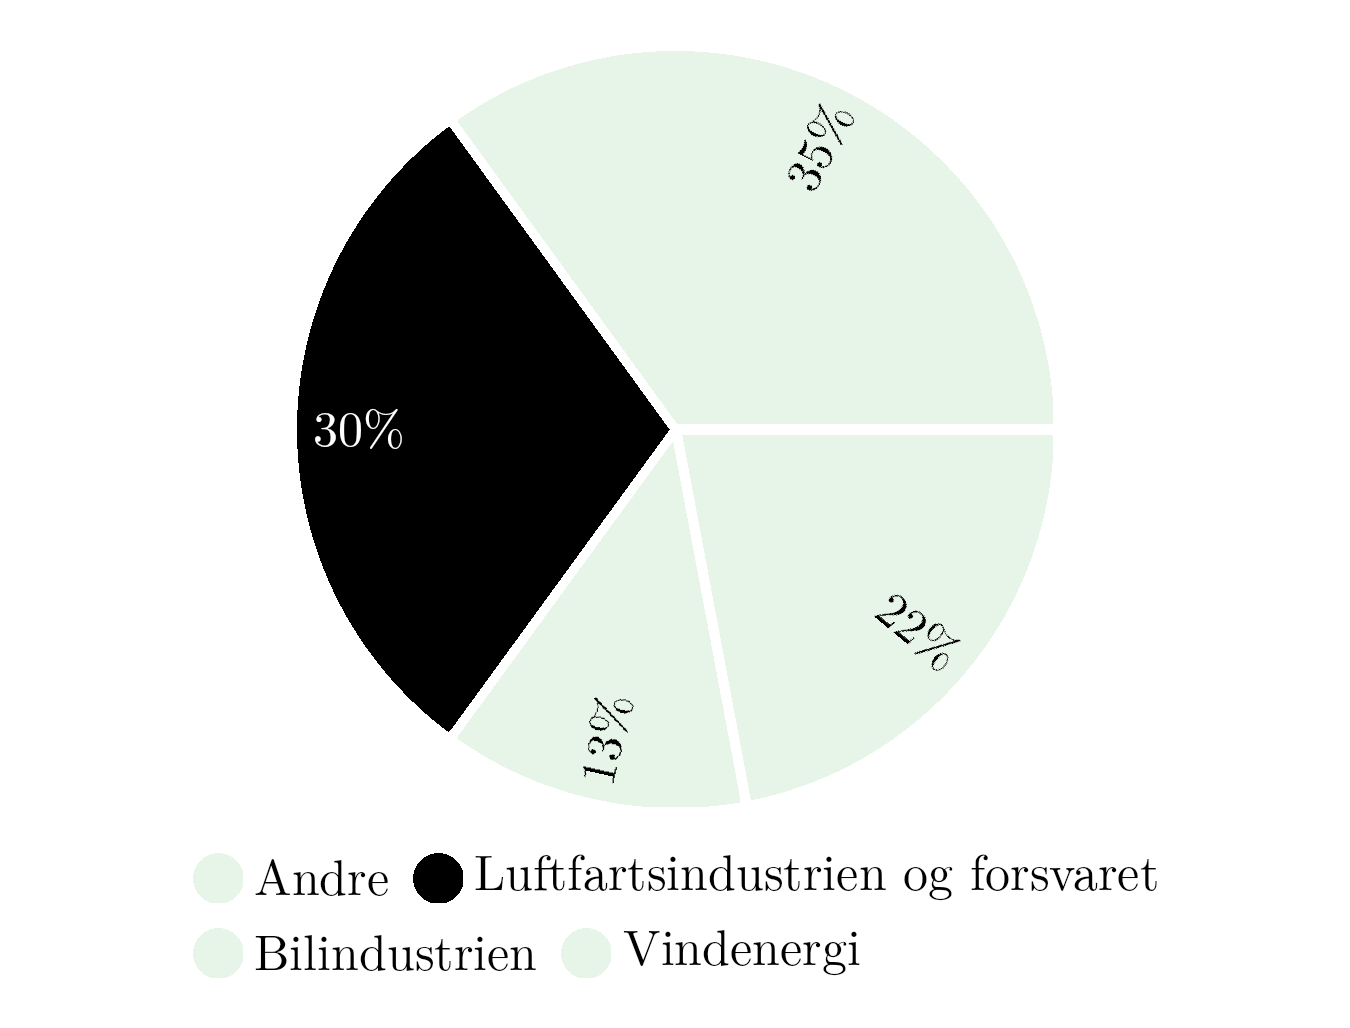 35%
30%
22%
13%
Andre
Luftfartsindustrien og forsvaret
Bilindustrien
Vindenergi